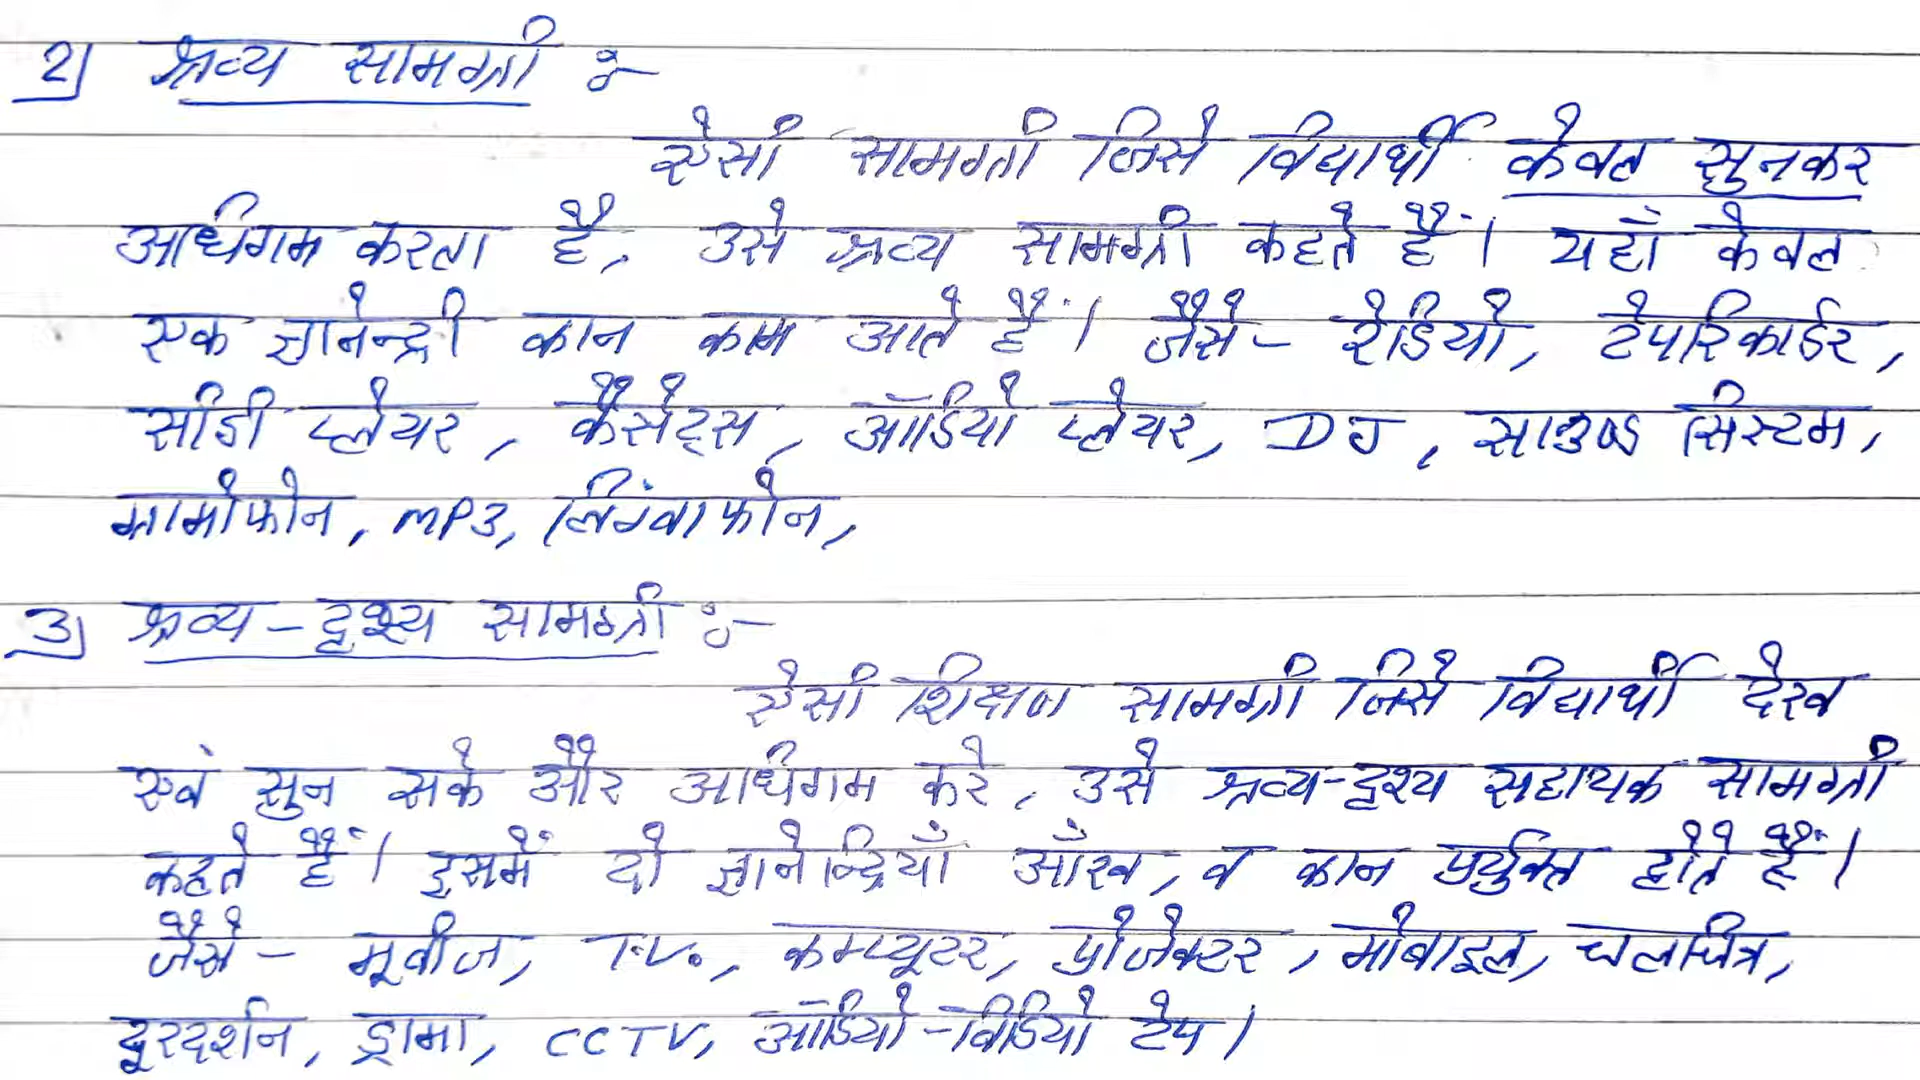 2) श्रव्य सामग्री :-
ऐसी सामग्री जिसे विद्यार्थी केवल सुनकर
अधिगम करता है, उसे श्रव्य सामग्री कहते हैं। यहाँ केवल
एक ज्ञानेन्द्री कान काम आते हैं। जैसे- रेडियो, टेपरिकार्डर,
सीडी प्लेयर, कैसेट्स, ऑडियो प्लेयर, DJ, साउण्ड सिस्टम,
ग्रामोफोन, MP3, लिंग्वाफोन,
3) श्रव्य-दृश्य सामग्री :-
ऐसी शिक्षण सामग्री जिसे विद्यार्थी देख
एवं सुन सके और अधिगम करे, उसे श्रव्य-दृश्य सहायक सामग्री
कहते हैं। इसमें दो ज्ञानेन्द्रियाँ आँख, व कान प्रर्युक्त होते हैं।
जैसे- मूवीज, T.V., कम्प्यूटर, प्रोजेक्टर, मोबाइल, चलचित्र,
दूरदर्शन, ड्रामा, CCTV, ऑडियो-विडियो टेप।